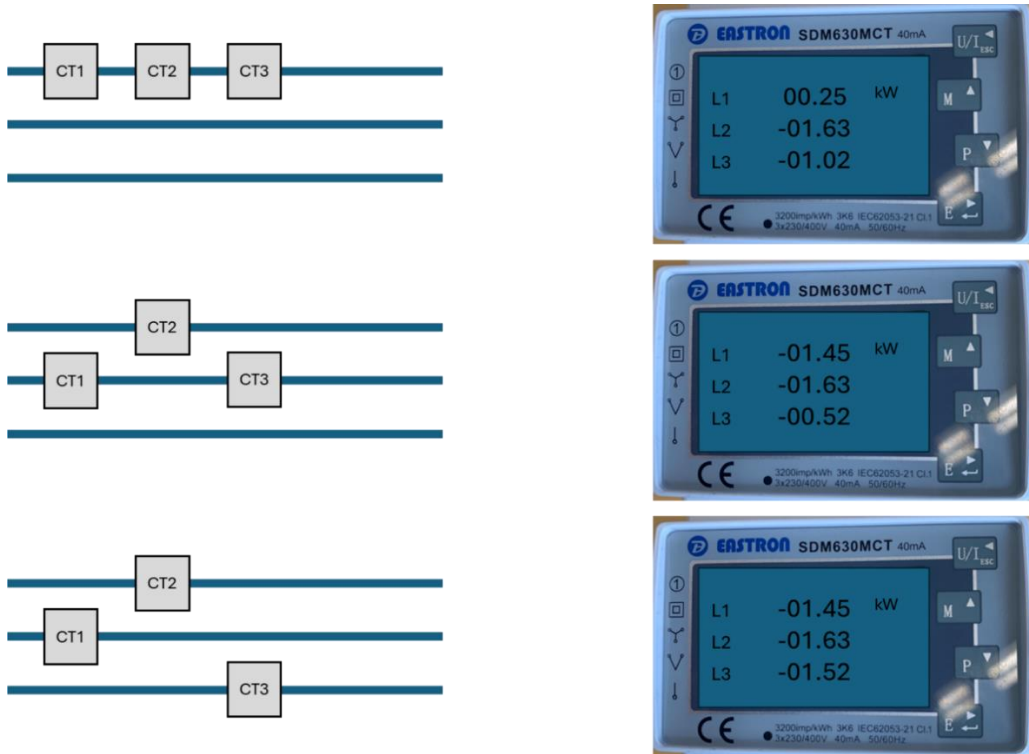 CT1 CT2 CT3
EASTRON SDM630MCT 40mA
U/I ESC
M
P
E
L1 00.25 kW
L2 -01.63
L3 -01.02
CE
3200imp/kWh 3K6 IEC62053-21 Cl.1
3x230/400V 40mA 50/60Hz
CT2
CT1 CT3
EASTRON SDM630MCT 40mA
U/I ESC
M
P
E
L1 -01.45 kW
L2 -01.63
L3 -00.52
CE
3200imp/kWh 3K6 IEC62053-21 Cl.1
3x230/400V 40mA 50/60Hz
CT2
CT1
CT3
EASTRON SDM630MCT 40mA
U/I ESC
M
P
E
L1 -01.45 kW
L2 -01.63
L3 -01.52
CE
3200imp/kWh 3K6 IEC62053-21 Cl.1
3x230/400V 40mA 50/60Hz